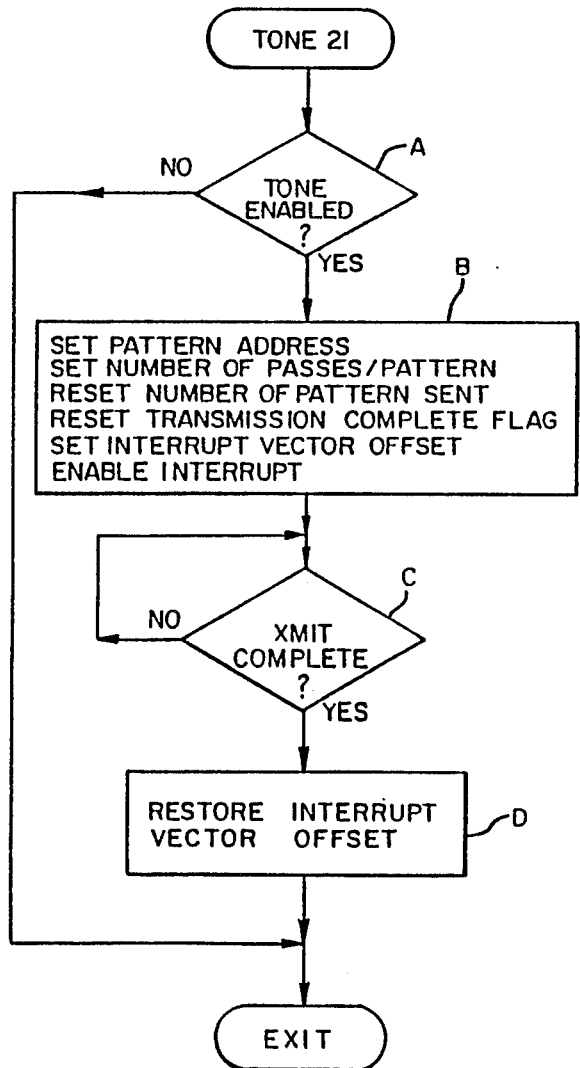 TONE 21
A
NO
TONE
ENABLED
?
YES
B
SET PATTERN ADDRESS
SET NUMBER OF PASSES/PATTERN
RESET NUMBER OF PATTERN SENT
RESET TRANSMISSION COMPLETE FLAG
SET INTERRUPT VECTOR OFFSET
ENABLE INTERRUPT
C
NO
XMIT
COMPLETE
?
YES
RESTORE INTERRUPT
VECTOR OFFSET
D
EXIT